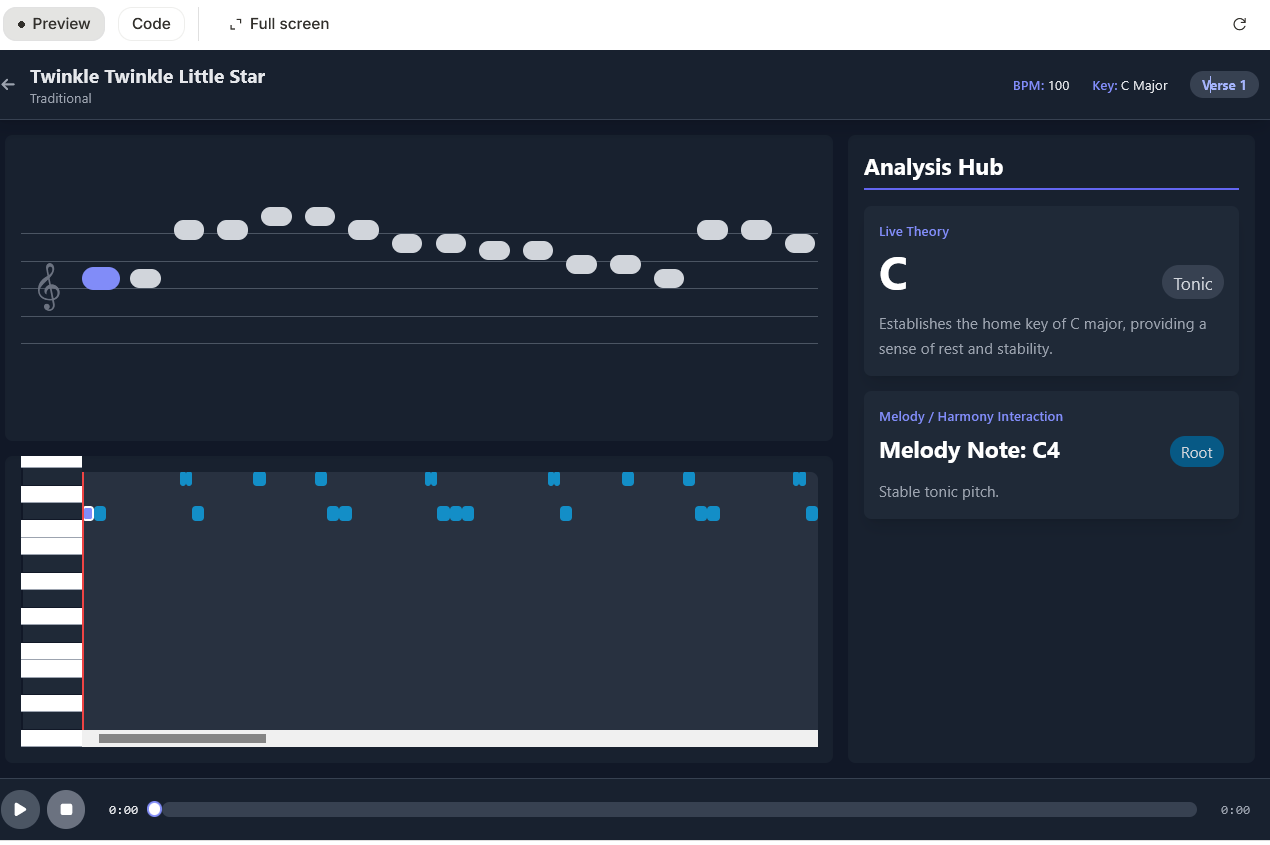 Preview
Code
Full screen
Twinkle Twinkle Little Star
Traditional
BPM: 100
Key: C Major
Verse 1
Analysis Hub
Live Theory
C
Tonic
Establishes the home key of C major, providing a
sense of rest and stability.
Melody / Harmony Interaction
Melody Note: C4
Root
Stable tonic pitch.
0:00
0:00